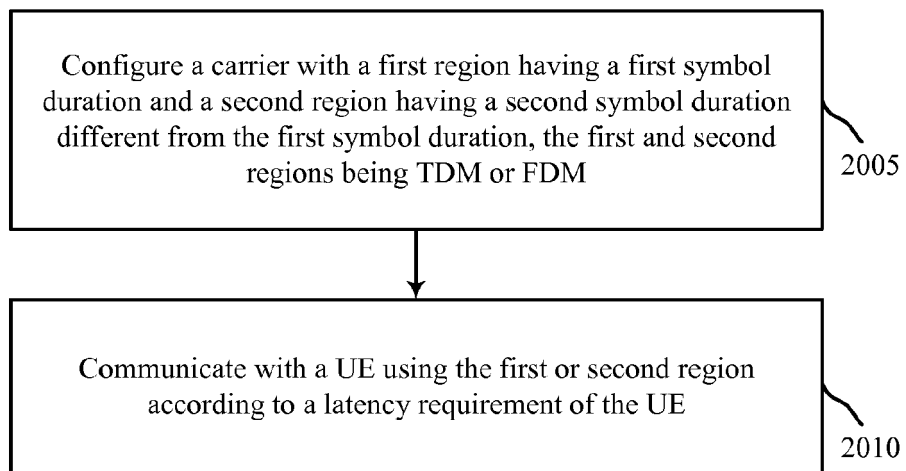 Configure a carrier with a first region having a first symbol
duration and a second region having a second symbol duration
different from the first symbol duration, the first and second
regions being TDM or FDM
2005
Communicate with a UE using the first or second region
according to a latency requirement of the UE
2010